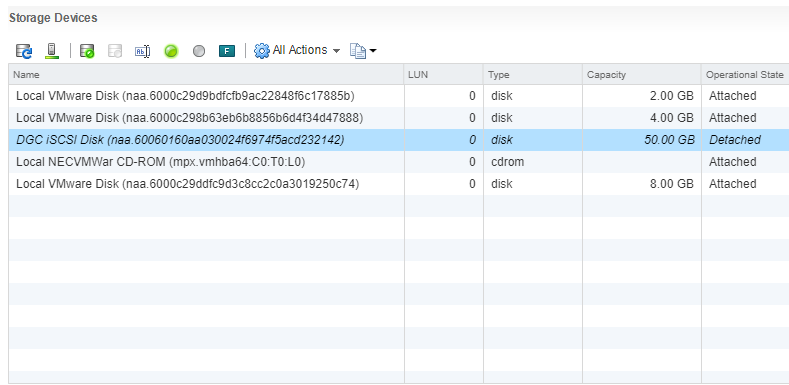 Storage Devices
All Actions
Name LUN Type Capacity Operational State
Local VMware Disk (naa.6000c29d9bdfcfb9ac22848f6c17885b) 0 disk 2.00 GB Attached
Local VMware Disk (naa.6000c298b63eb6b8856b6d4f34d47888) 0 disk 4.00 GB Attached
DGC iSCSI Disk (naa.60060160aa030024f6974f5acd232142) 0 disk 50.00 GB Detached
Local NECVMWar CD-ROM (mpx.vmhba64:C0:T0:L0) 0 cdrom Attached
Local VMware Disk (naa.6000c29ddfc9d3c8cc2c0a3019250c74) 0 disk 8.00 GB Attached